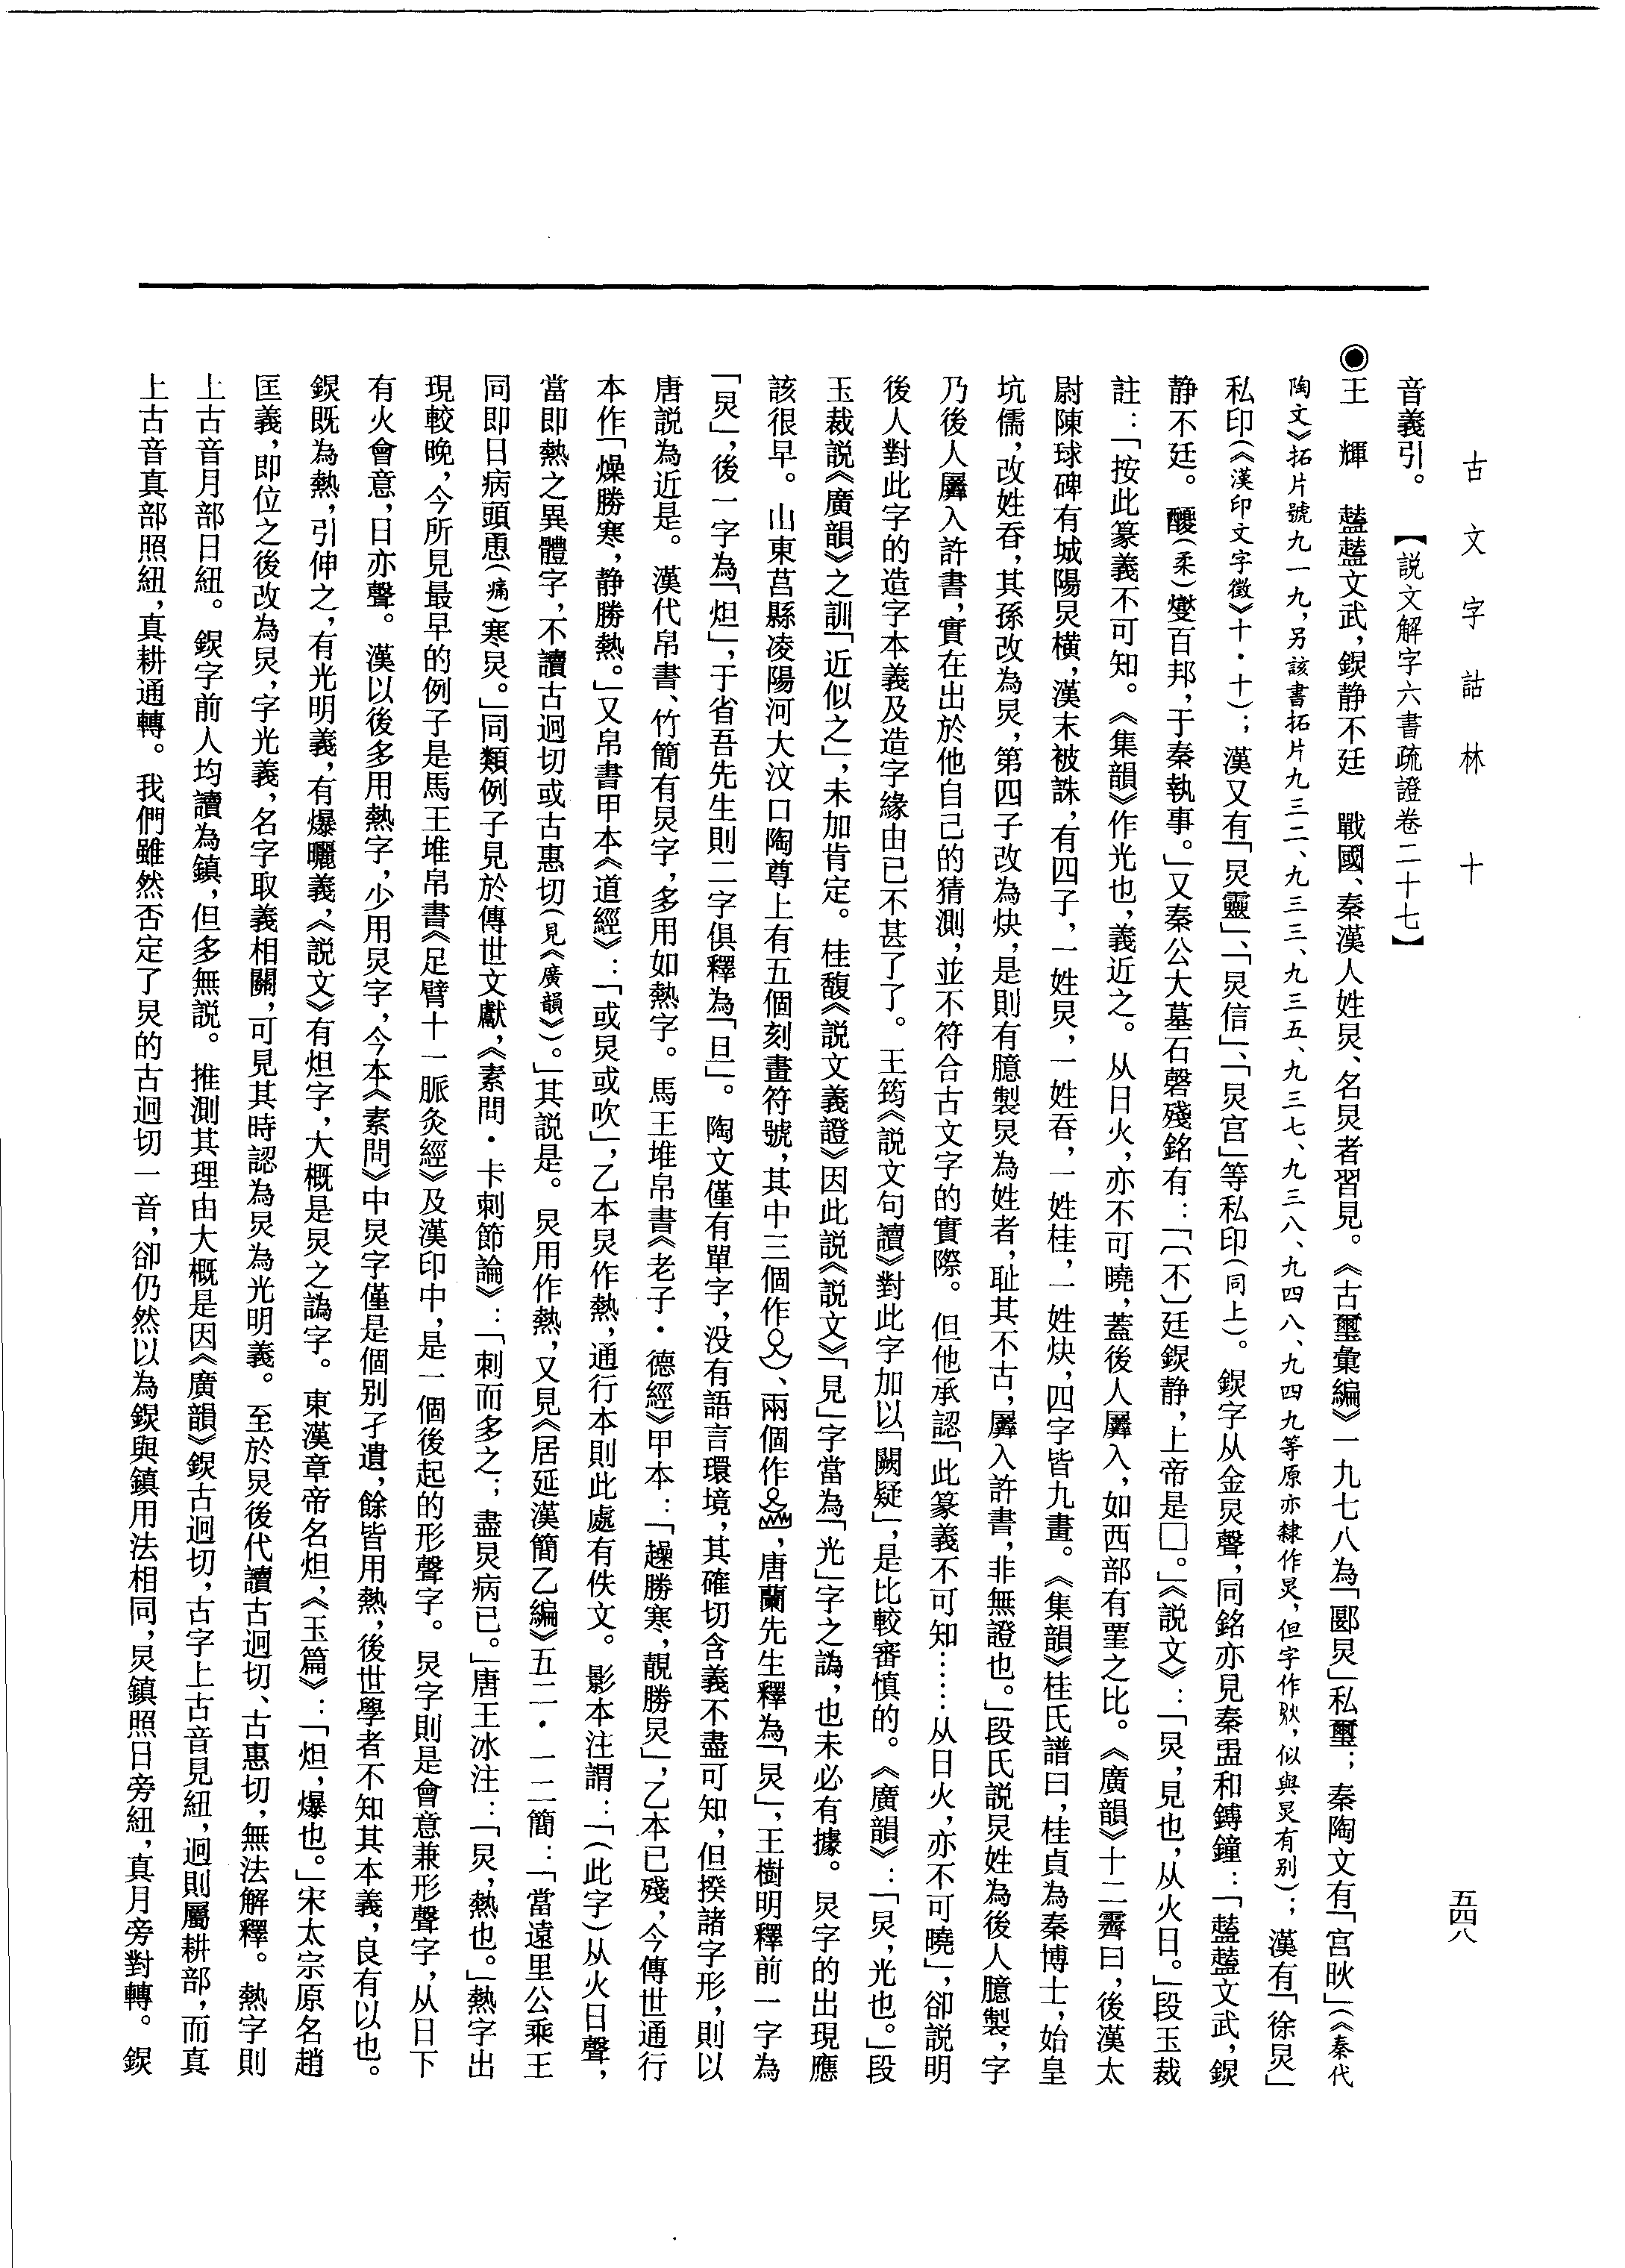 古文字詁林 十
五四八
音義引。　【説文解字六書疏證卷二十七】
◉王　輝　盭盭文武，鋧静不廷　戰國、秦漢人姓炅、名炅者習見。《古璽彙編》一九七八為「郾炅」私璽；秦陶文有「宫炚」（《秦代
陶文》拓片號九一九，另該書拓片九三二、九三三、九三五、九三七、九三八、九四八、九四九等原亦隸作炅，但字作㸝，似與炅有别）；漢有「徐炅」
私印（《漢印文字徵》十・十）；漢又有「炅靈」、「炅信」、「炅宫」等私印（同上）。鋧字从金炅聲，同銘亦見秦盄和鎛鐘：「盭盭文武，鋧
静不廷。醻（柔）燮百邦，于秦執事。」又秦公大墓石磬殘銘有：「〔不〕廷鋧静，上帝是□。」《説文》：「炅，見也，从火日。」段玉裁
註：「按此篆義不可知。《集韻》作光也，義近之。从日火，亦不可曉，蓋後人羼入，如西部有垔之比。《廣韻》十二霽曰，後漢太
尉陳球碑有城陽炅横，漢末被誅，有四子，一姓炅，一姓吞，一姓桂，一姓炔，四字皆九畫。《集韻》桂氏譜曰，桂貞為秦博士，始皇
坑儒，改姓吞，其孫改為炅，第四子改為炔，是則有臆製炅為姓者，耻其不古，羼入許書，非無證也。」段氏説炅姓為後人臆製，字
乃後人羼入許書，實在出於他自己的猜測，並不符合古文字的實際。但他承認「此篆義不可知……从日火，亦不可曉」，卻説明
後人對此字的造字本義及造字緣由已不甚了了。王筠《説文句讀》對此字加以「闕疑」，是比較審慎的。《廣韻》：「炅，光也。」段
玉裁説《廣韻》之訓「近似之」，未加肯定。桂馥《説文義證》因此説《説文》「見」字當為「光」字之譌，也未必有據。炅字的出現應
該很早。山東莒縣凌陽河大汶口陶尊上有五個刻畫符號，其中三個作、兩個作，唐蘭先生釋為「炅」，王樹明釋前一字為
「炅」，後一字為「炟」，于省吾先生則二字俱釋為「旦」。陶文僅有單字，没有語言環境，其確切含義不盡可知，但揆諸字形，則以
唐説為近是。漢代帛書、竹簡有炅字，多用如熱字。馬王堆帛書《老子・德經》甲本：「趮勝寒，靚勝炅」，乙本已殘，今傳世通行
本作「燥勝寒，静勝熱。」又帛書甲本《道經》：「或炅或吹」，乙本炅作熱，通行本則此處有佚文。影本注謂：「（此字）从火日聲，
當即熱之異體字，不讀古迥切或古惠切（見《廣韻》）。」其説是。炅用作熱，又見《居延漢簡乙編》五二・一二簡：「當遠里公乘王
同即日病頭恿（痛）寒炅。」同類例子見於傳世文獻，《素問・卡刺節論》：「刺而多之；盡炅病已。」唐王冰注：「炅，熱也。」熱字出
現較晚，今所見最早的例子是馬王堆帛書《足臂十一脈灸經》及漢印中，是一個後起的形聲字。炅字則是會意兼形聲字，从日下
有火會意，日亦聲。漢以後多用熱字，少用炅字，今本《素問》中炅字僅是個别孑遺，餘皆用熱，後世學者不知其本義，良有以也。
鋧既為熱，引伸之，有光明義，有爆曬義，《説文》有炟字，大概是炅之譌字。東漢章帝名炟，《玉篇》：「炟，爆也。」宋太宗原名趙
匡義，即位之後改為炅，字光義，名字取義相關，可見其時認為炅為光明義。至於炅後代讀古迥切、古惠切，無法解釋。熱字則
上古音月部日紐。鋧字前人均讀為鎮，但多無説。推測其理由大概是因《廣韻》鋧古迥切，古字上古音見紐，迥則屬耕部，而真
上古音真部照紐，真耕通轉。我們雖然否定了炅的古迥切一音，卻仍然以為鋧與鎮用法相同，炅鎮照日旁紐，真月旁對轉。鋧